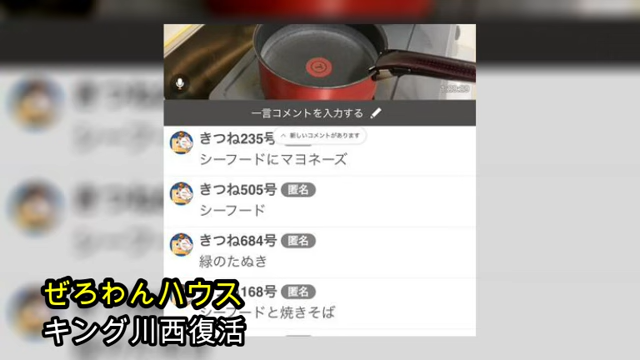 一言コメントを入力する
きつね235号
新しいコメントがあります
シーフードにマヨネーズ
きつね505号 匿名
シーフード
きつね684号 匿名
緑のたぬき
168号 匿名
シーフードと焼きそば
ぜろわんハウス
キング川西復活